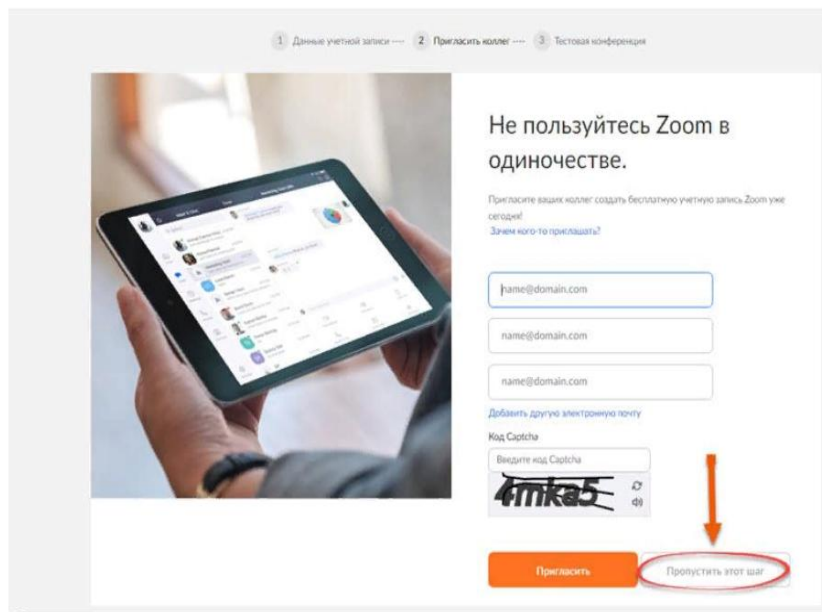 1 Данные учетной записи ---- 2 Пригласить коллег ---- 3 Тестовая конференция
Не пользуйтесь Zoom в
одиночестве.
Пригласите ваших коллег создать бесплатную учетную запись Zoom уже
сегодня!
Зачем кого-то приглашать?
name@domain.com
name@domain.com
name@domain.com
Добавить другую электронную почту
Код Captcha
Введите код Captcha
4mka5
Пригласить Пропустить этот шаг